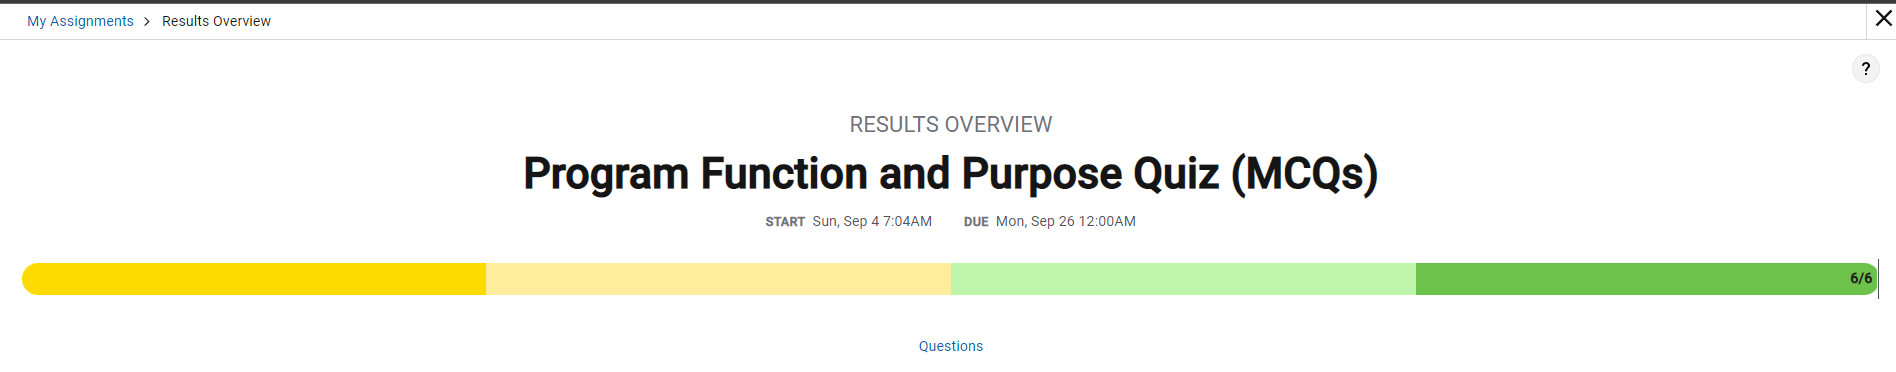 My Assignments > Results Overview
?
RESULTS OVERVIEW
Program Function and Purpose Quiz (MCQs)
START Sun, Sep 4 7:04AM DUE Mon, Sep 26 12:00AM
6/6
Questions